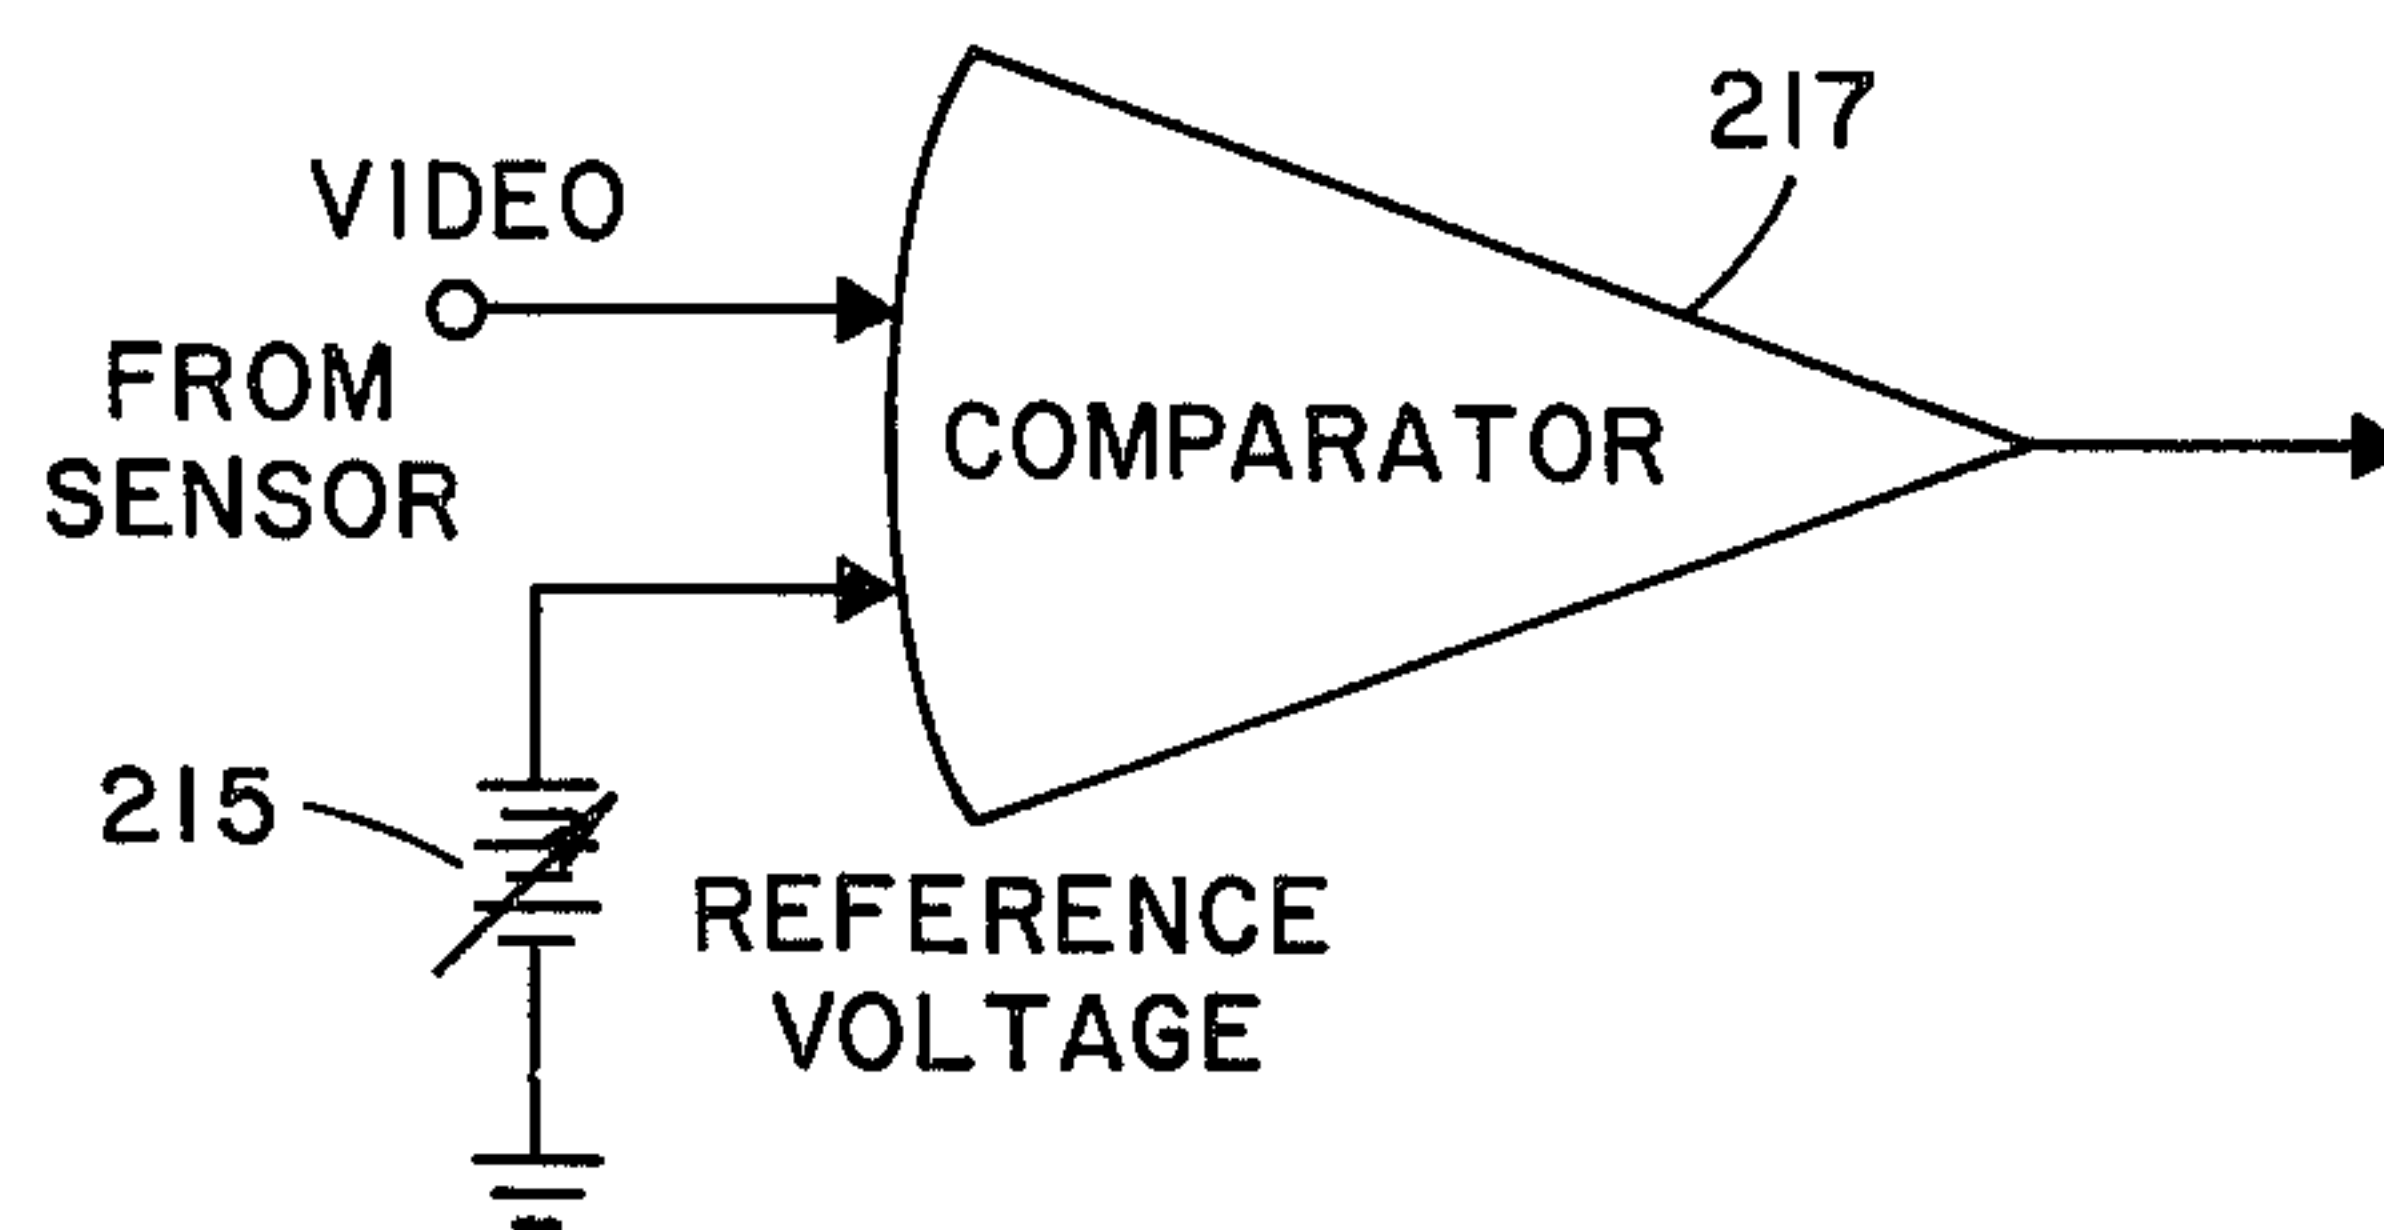 217
VIDEO
FROM
SENSOR
COMPARATOR
215
REFERENCE
VOLTAGE